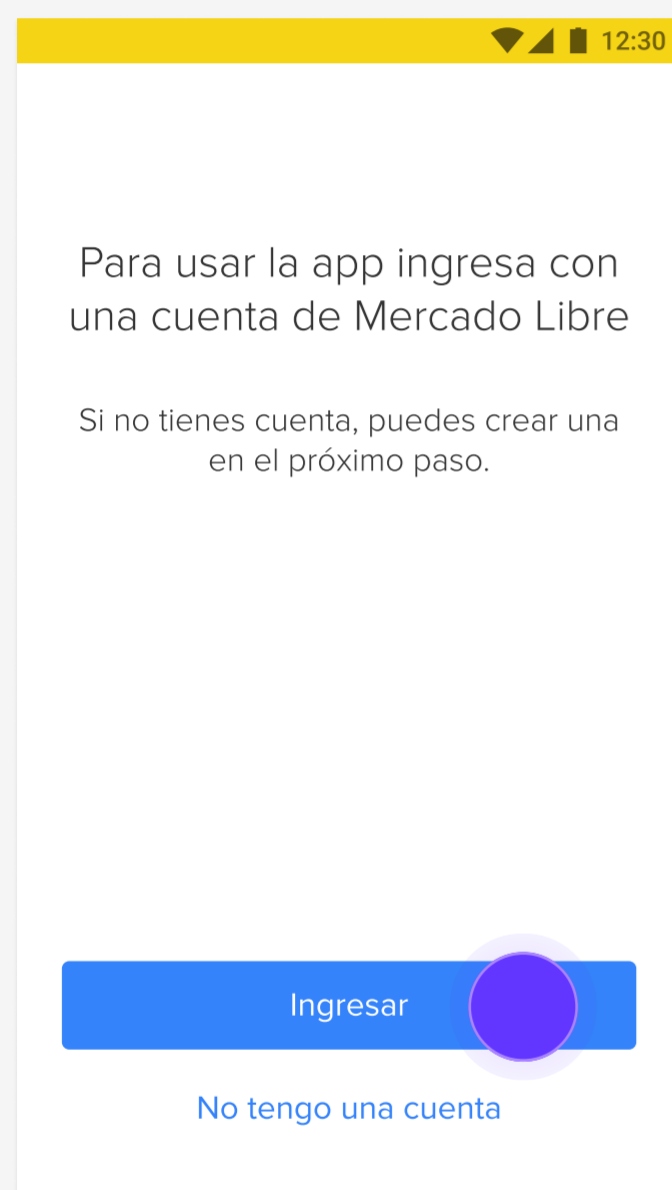 12:30
Para usar la app ingresa con
una cuenta de Mercado Libre
Si no tienes cuenta, puedes crear una
en el próximo paso.
Ingresar
No tengo una cuenta